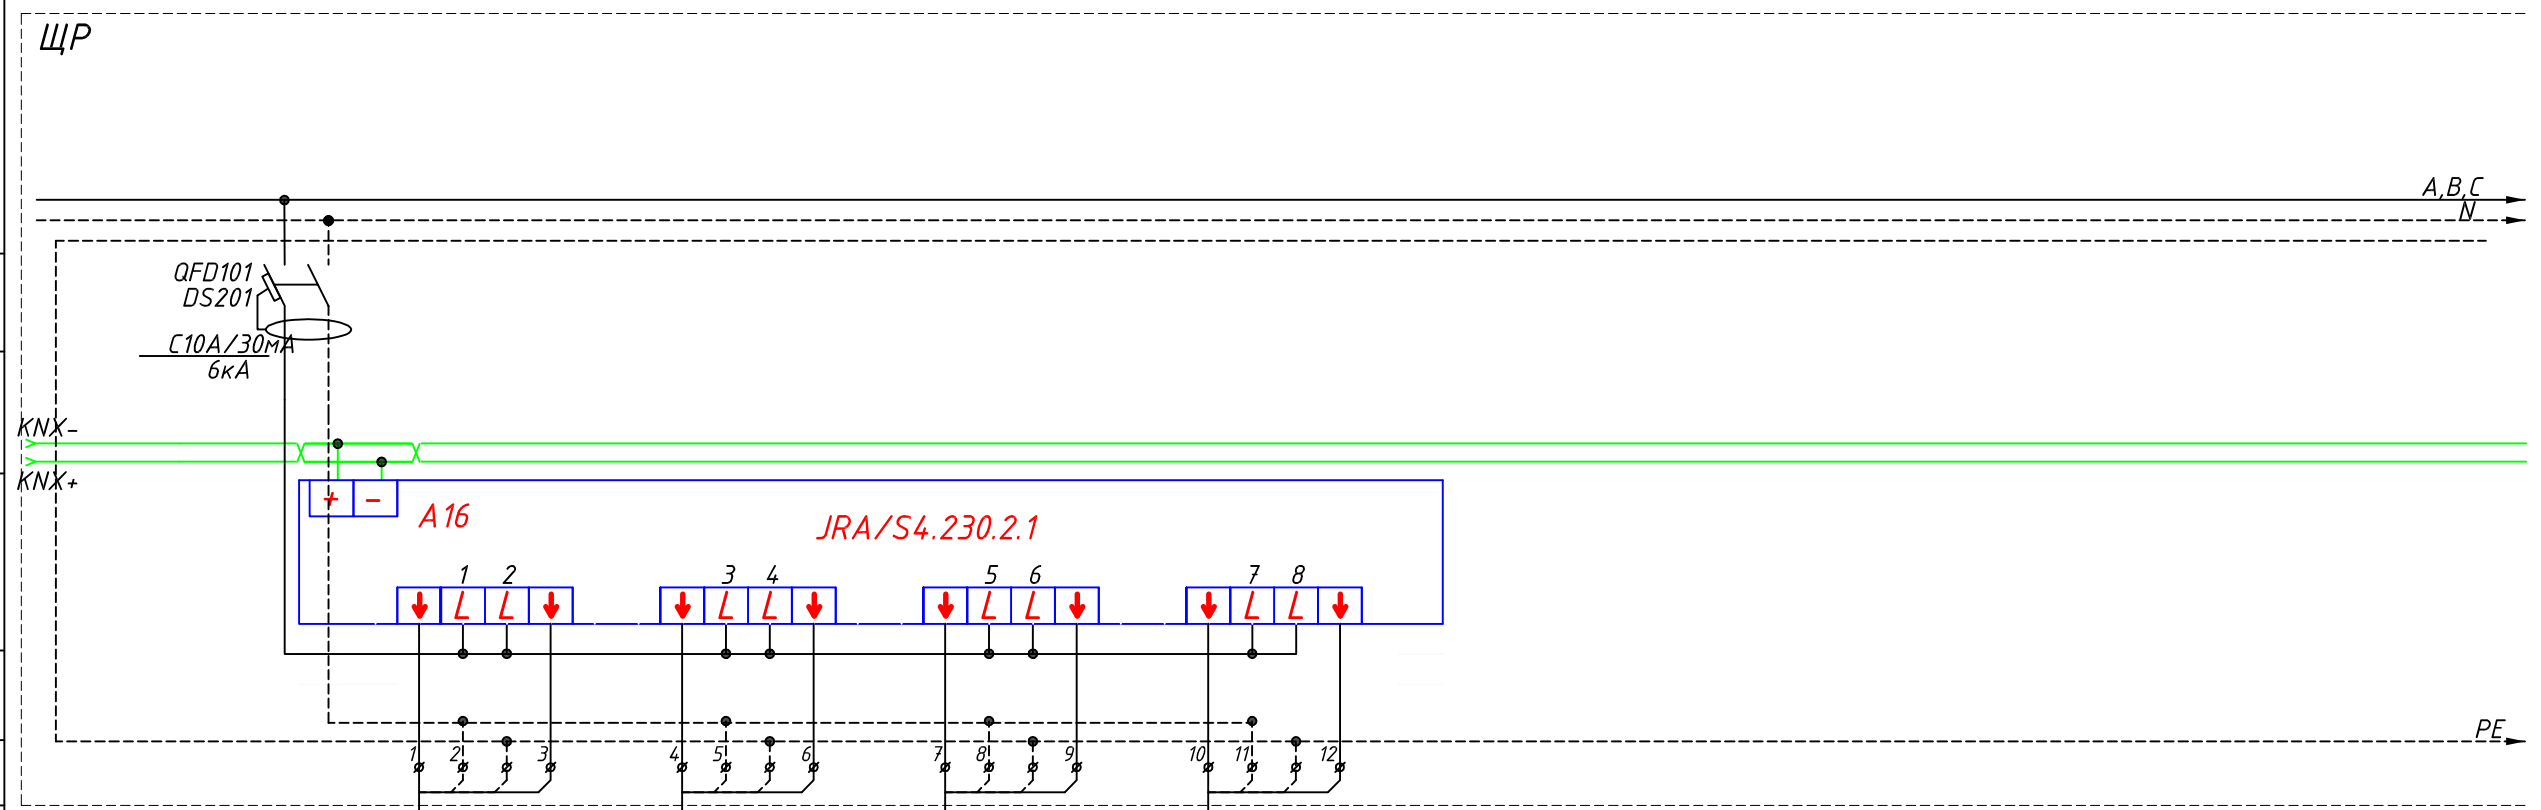 ЩР
A,B,C
N
QFD101
DS201
C10A/30мА
6кА
KNX-
KNX+
+ -
A16
JRA/S4.230.2.1
1 2 3 4 5 6 7 8
L L L L L L L L
PE
1 2 3 4 5 6 7 8 9 10 11 12